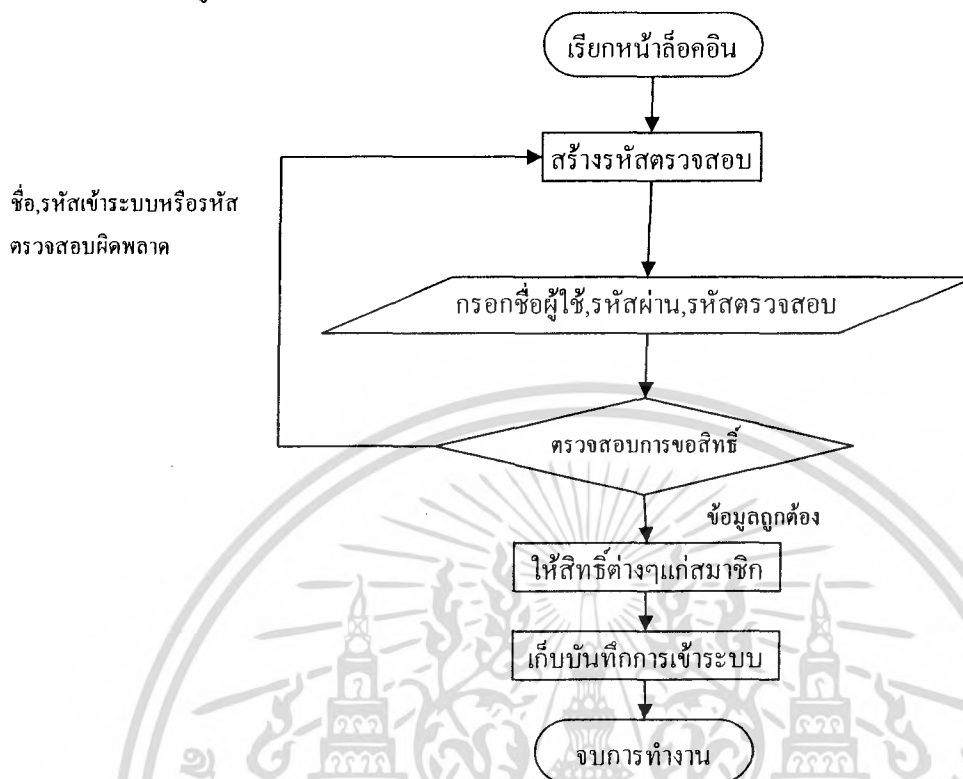 เรียกหน้าล็อคอิน
สร้างรหัสตรวจสอบ
ชื่อ,รหัสเข้าระบบหรือรหัส
ตรวจสอบผิดพลาด
กรอกชื่อผู้ใช้,รหัสผ่าน,รหัสตรวจสอบ
ตรวจสอบการขอสิทธิ์
ข้อมูลถูกต้อง
ให้สิทธิ์ต่างๆแก่สมาชิก
เก็บบันทึกการเข้าระบบ
จบการทำงาน